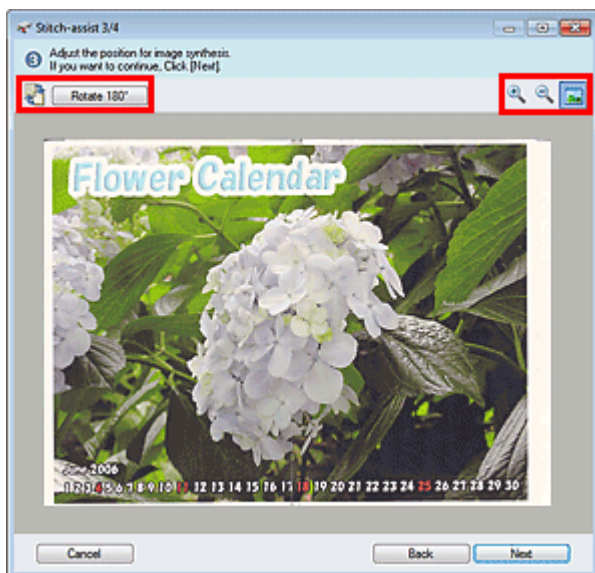 Stitch-assist 3/4
3 Adjust the position for image synthesis.
If you want to continue, Click [Next].
Rotate 180°
Flower Calendar
June 2006
1 2 3 4 5 6 7 8 9 10 11 12 13 14 15 16 17 18 19 20 21 22 23 24 25 26 27 28 29 30
Cancel Back Next